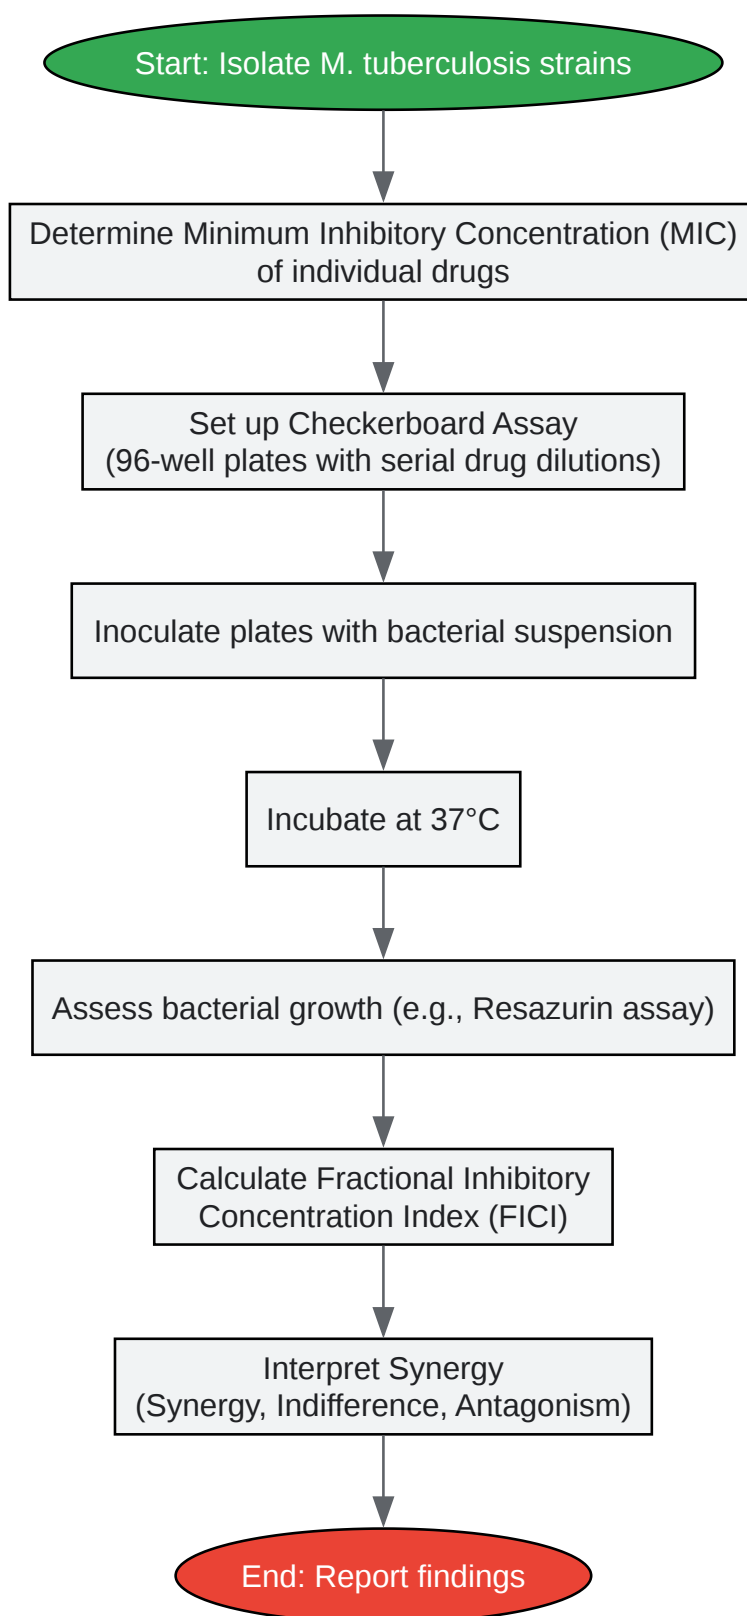 Start: Isolate M. tuberculosis strains
Determine Minimum Inhibitory Concentration (MIC)
of individual drugs
Set up Checkerboard Assay
(96-well plates with serial drug dilutions)
Inoculate plates with bacterial suspension
Incubate at 37°C
Assess bacterial growth (e.g., Resazurin assay)
Calculate Fractional Inhibitory
Concentration Index (FICI)
Interpret Synergy
(Synergy, Indifference, Antagonism)
End: Report findings